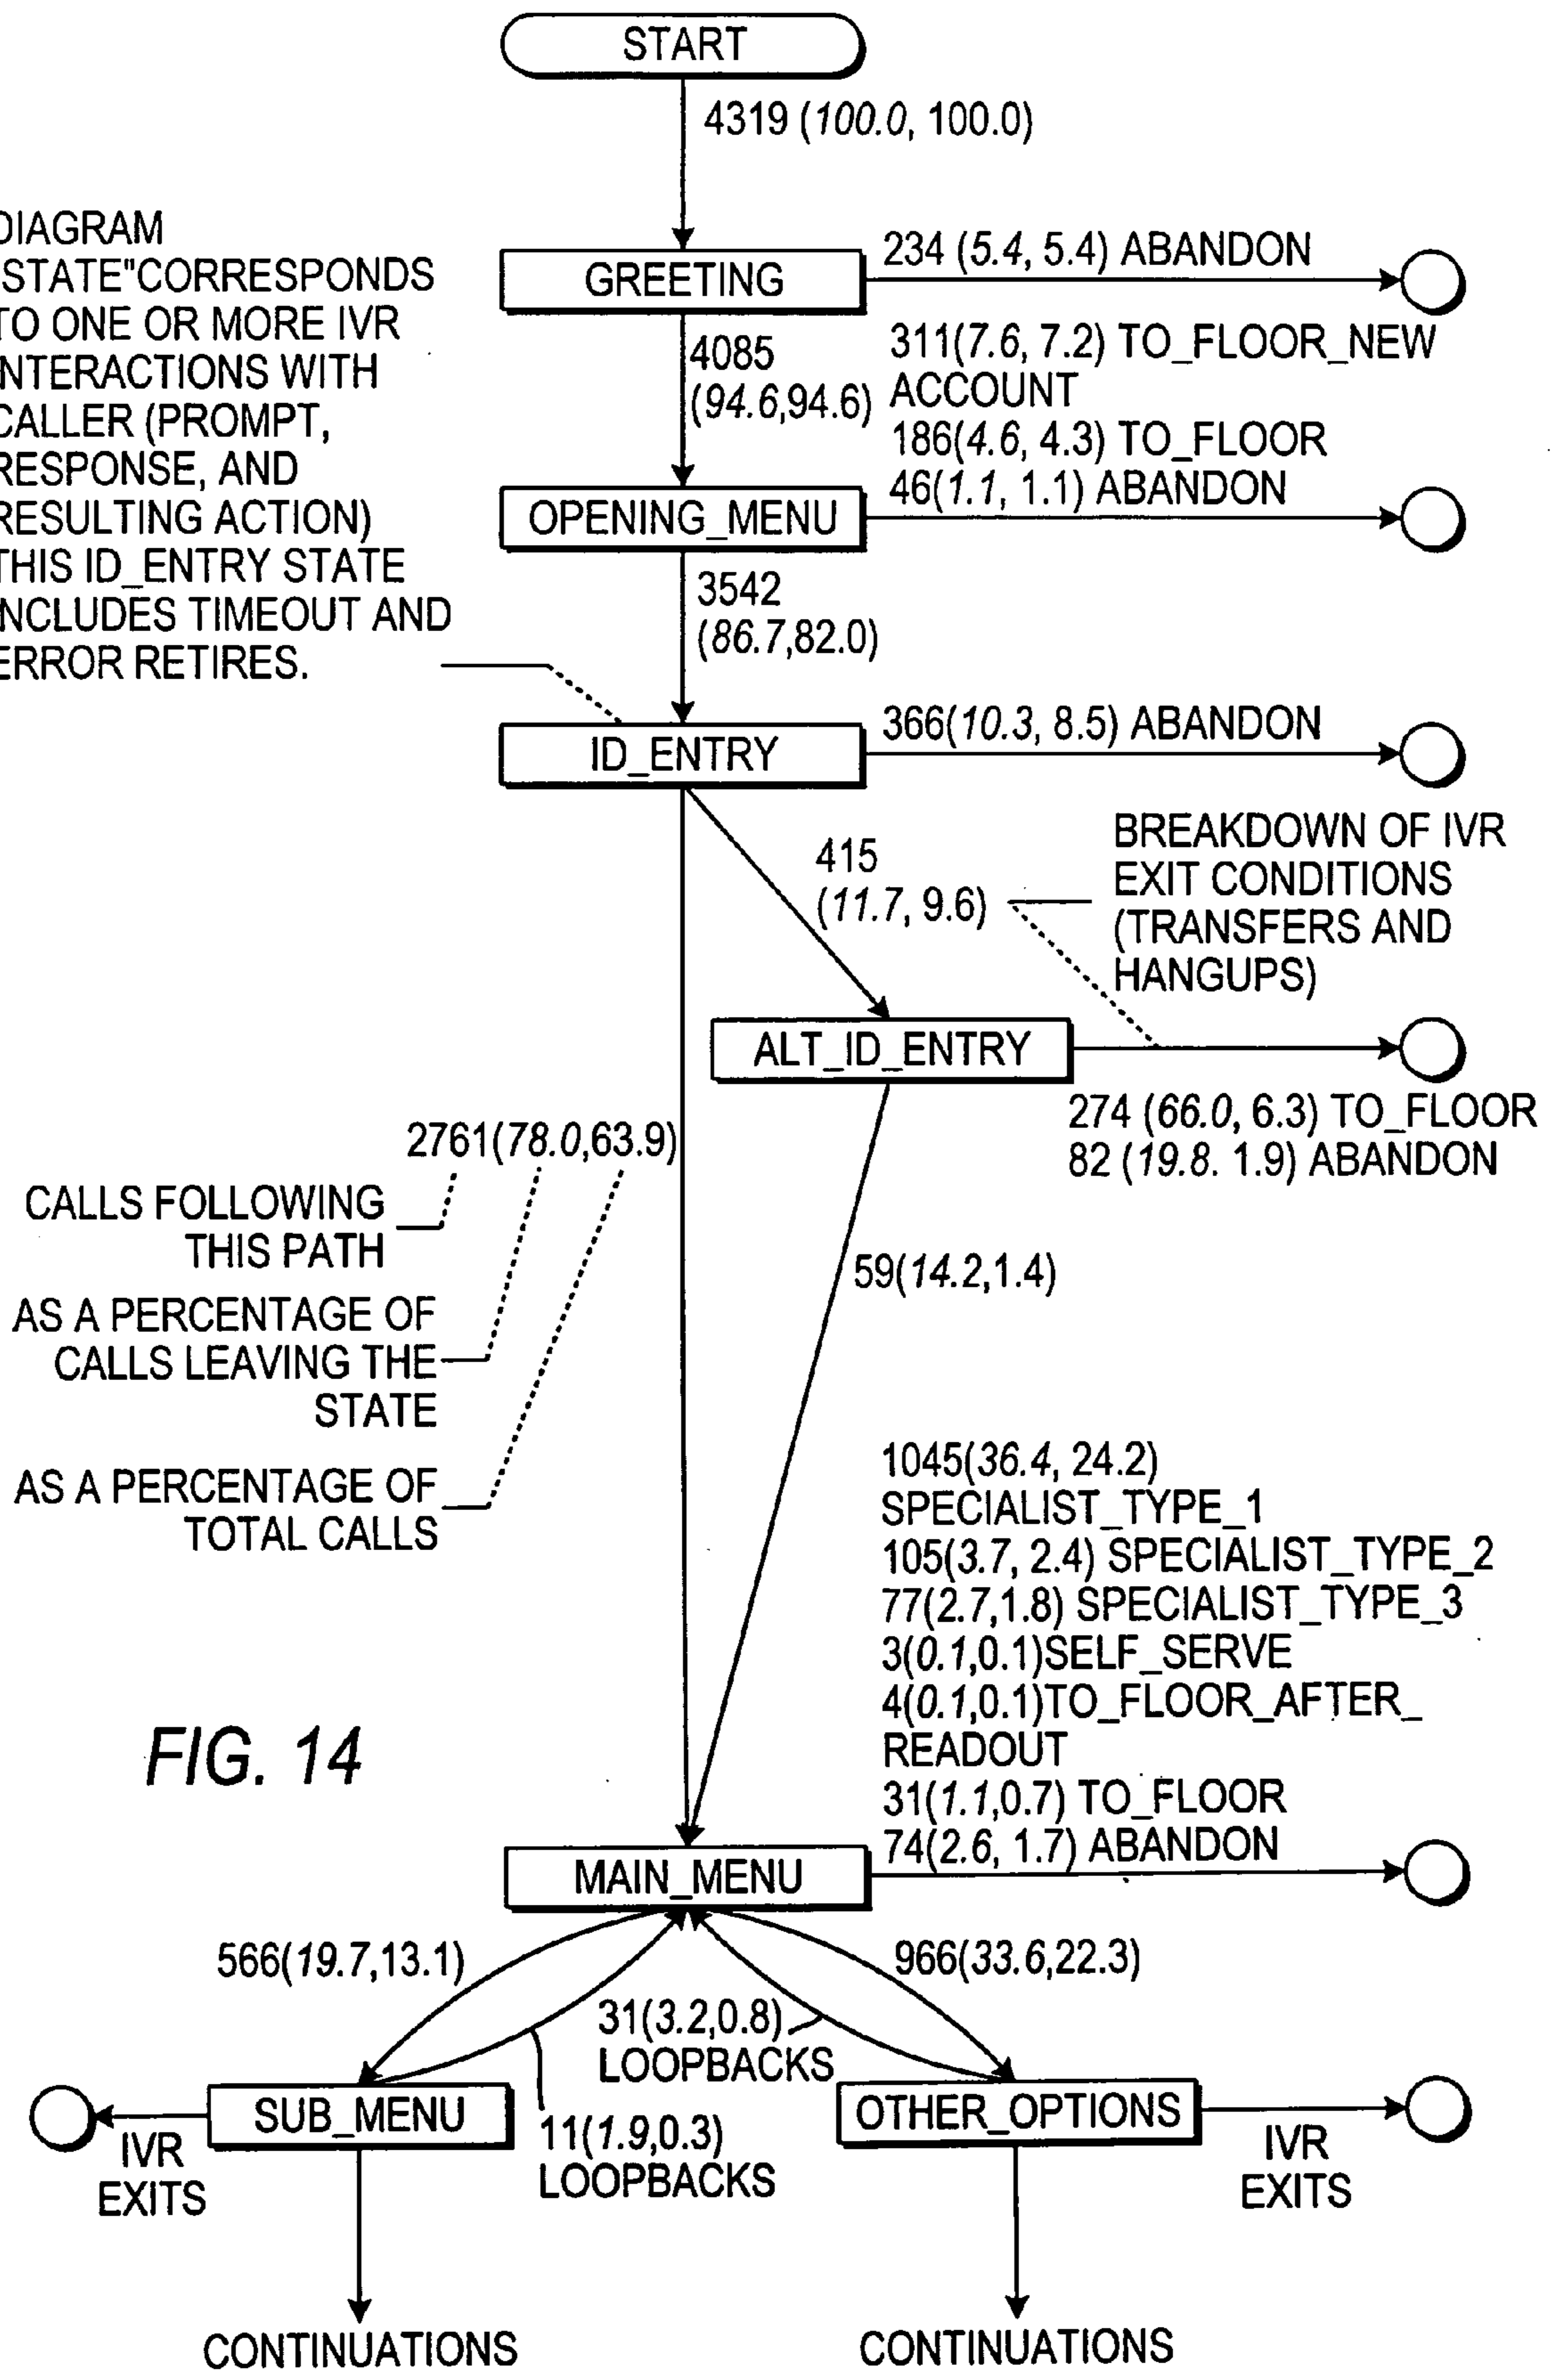 START
4319 (100.0, 100.0)
DIAGRAM
STATE"CORRESPONDS
TO ONE OR MORE IVR
INTERACTIONS WITH
CALLER (PROMPT,
RESPONSE, AND
RESULTING ACTION)
THIS ID_ENTRY STATE
INCLUDES TIMEOUT AND
ERROR RETIRES.
GREETING
234 (5.4, 5.4) ABANDON
4085
(94.6,94.6)
311(7.6, 7.2) TO_FLOOR_NEW
ACCOUNT
186(4.6, 4.3) TO_FLOOR
46(1.1, 1.1) ABANDON
OPENING_MENU
3542
(86.7,82.0)
366(10.3, 8.5) ABANDON
ID_ENTRY
415
(11.7, 9.6)
BREAKDOWN OF IVR
EXIT CONDITIONS
(TRANSFERS AND
HANGUPS)
ALT_ID_ENTRY
274 (66.0, 6.3) TO_FLOOR
82 (19.8. 1.9) ABANDON
2761(78.0,63.9)
CALLS FOLLOWING
THIS PATH
AS A PERCENTAGE OF
CALLS LEAVING THE
STATE
AS A PERCENTAGE OF
TOTAL CALLS
59(14.2,1.4)
1045(36.4, 24.2)
SPECIALIST_TYPE_1
105(3.7, 2.4) SPECIALIST_TYPE_2
77(2.7,1.8) SPECIALIST_TYPE_3
3(0.1,0.1)SELF_SERVE
4(0.1,0.1)TO_FLOOR_AFTER_
READOUT
31(1.1,0.7) TO_FLOOR
74(2.6, 1.7) ABANDON
FIG. 14
MAIN_MENU
566(19.7,13.1)
966(33.6,22.3)
31(3.2,0.8)
LOOPBACKS
SUB_MENU
11(1.9,0.3)
LOOPBACKS
OTHER_OPTIONS
IVR
EXITS
IVR
EXITS
CONTINUATIONS
CONTINUATIONS